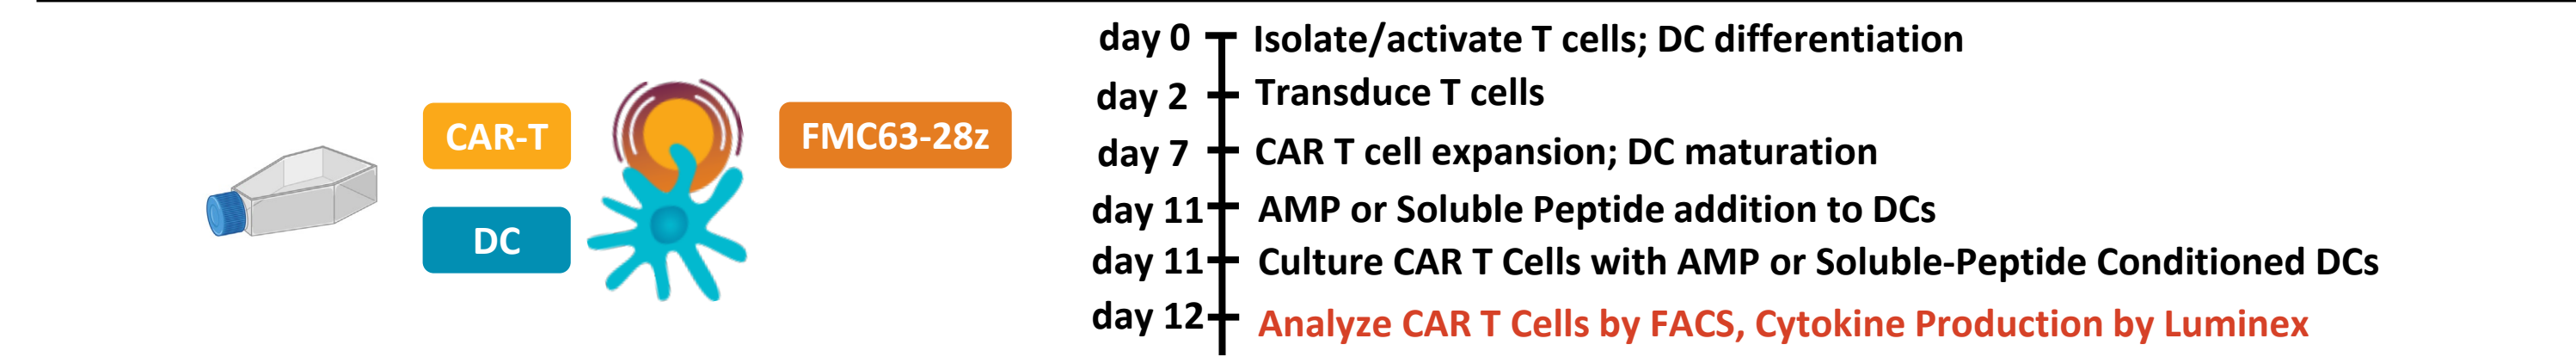 CAR-T
DC
FMC63-28z
day 0 Isolate/activate T cells; DC differentiation
day 2 Transduce T cells
day 7 CAR T cell expansion; DC maturation
day 11 AMP or Soluble Peptide addition to DCs
day 11 Culture CAR T Cells with AMP or Soluble-Peptide Conditioned DCs
day 12 Analyze CAR T Cells by FACS, Cytokine Production by Luminex